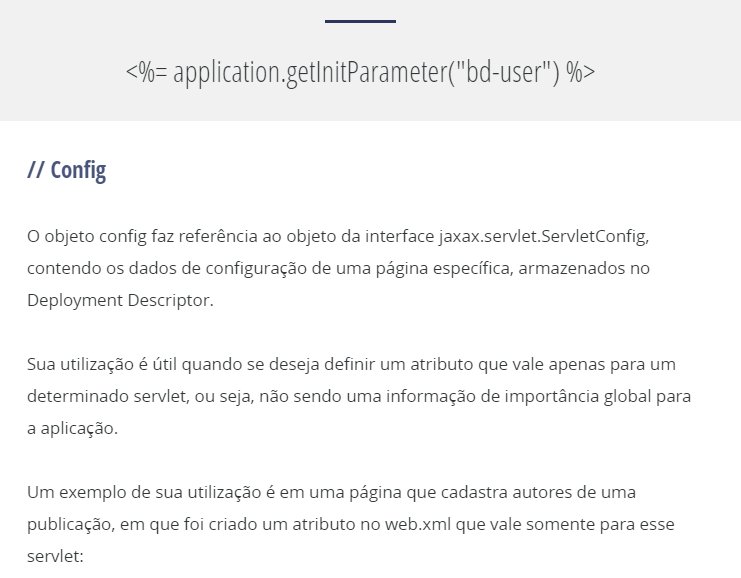 <%= application.getInitParameter("bd-user") %>
// Config
O objeto config faz referência ao objeto da interface jaxax.servlet.ServletConfig,
contendo os dados de configuração de uma página específica, armazenados no
Deployment Descriptor.
Sua utilização é útil quando se deseja definir um atributo que vale apenas para um
determinado servlet, ou seja, não sendo uma informação de importância global para
a aplicação.
Um exemplo de sua utilização é em uma página que cadastra autores de uma
publicação, em que foi criado um atributo no web.xml que vale somente para esse
servlet: